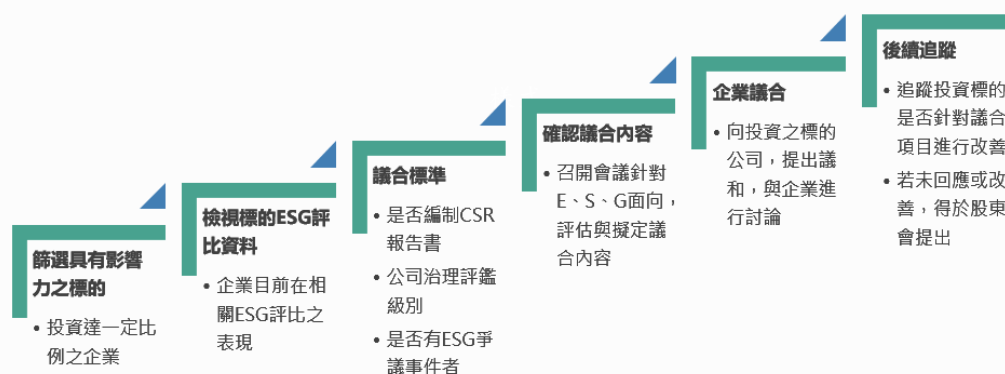 篩選具有影響
力之標的
• 投資達一定比
例之企業
檢視標的ESG評
比資料
• 企業目前在相
關ESG評比之
表現
議合標準
• 是否編制CSR
報告書
• 公司治理評鑑
級別
• 是否有ESG爭
議事件者
確認議合內容
• 召開會議針對
E、S、G面向，
評估與擬定議
合內容
企業議合
• 向投資之標的
公司，提出議
和，與企業進
行討論
後續追蹤
• 追蹤投資標的
是否針對議合
項目進行改善
• 若未回應或改
善，得於股東
會提出